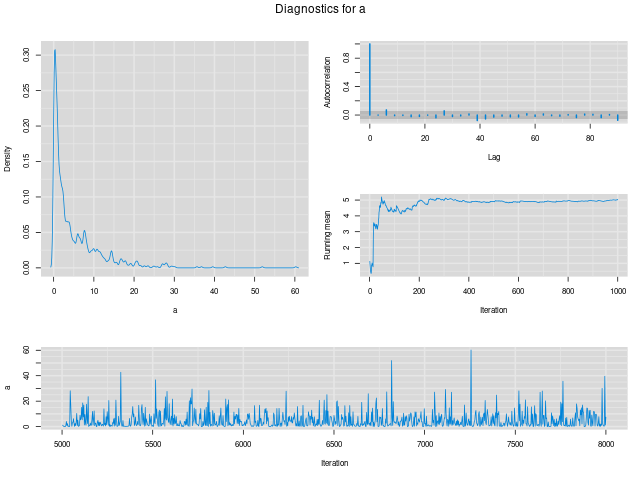 Diagnostics for a
Density
0.00 0.05 0.10 0.15 0.20 0.25 0.30
0 10 20 30 40 50 60
a
Autocorrelation
0.0 0.4 0.8
0 20 40 60 80
Lag
Running mean
1 2 3 4 5
0 200 400 600 800 1000
Iteration
a
0 20 40 60
5000 5500 6000 6500 7000 7500 8000
Iteration